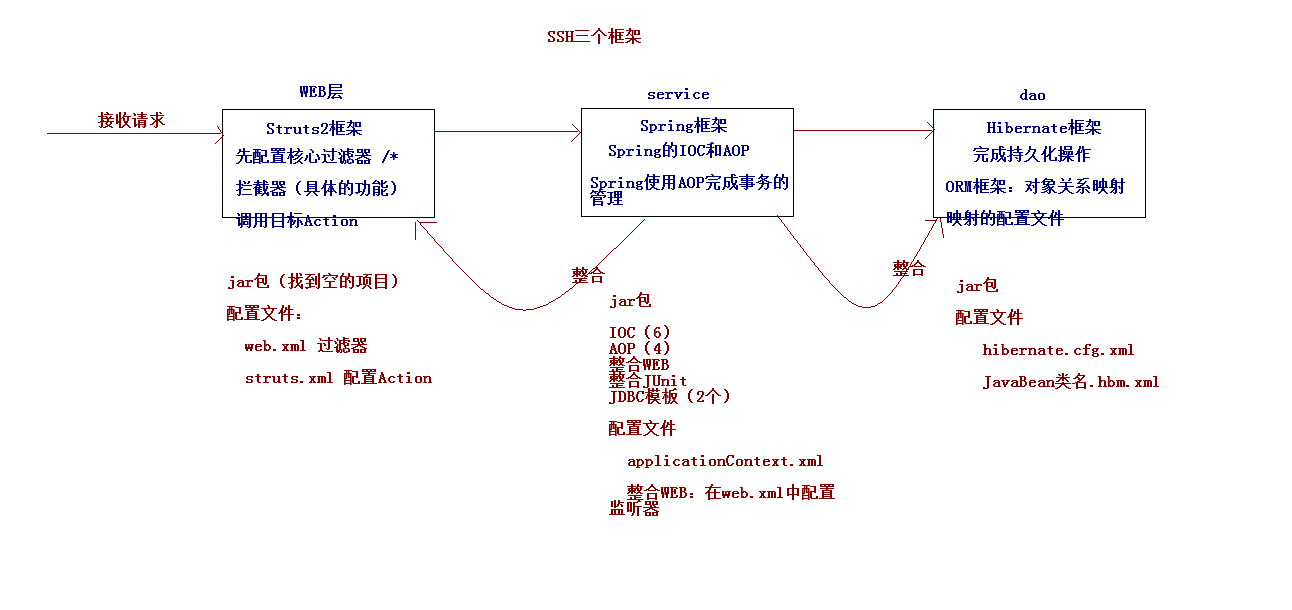 SSH三个框架
WEB层
service
dao
接收请求
Struts2框架
先配置核心过滤器 /*
拦截器（具体的功能）
调用目标Action
Spring框架
Spring的IOC和AOP
Spring使用AOP完成事务的
管理
Hibernate框架
完成持久化操作
ORM框架：对象关系映射
映射的配置文件
整合
整合
jar包（找到空的项目）
配置文件：
web.xml 过滤器
struts.xml 配置Action
jar包
IOC（6）
AOP（4）
整合WEB
整合JUnit
JDBC模板（2个）
配置文件
applicationContext.xml
整合WEB：在web.xml中配置
监听器
jar包
配置文件
hibernate.cfg.xml
JavaBean类名.hbm.xml